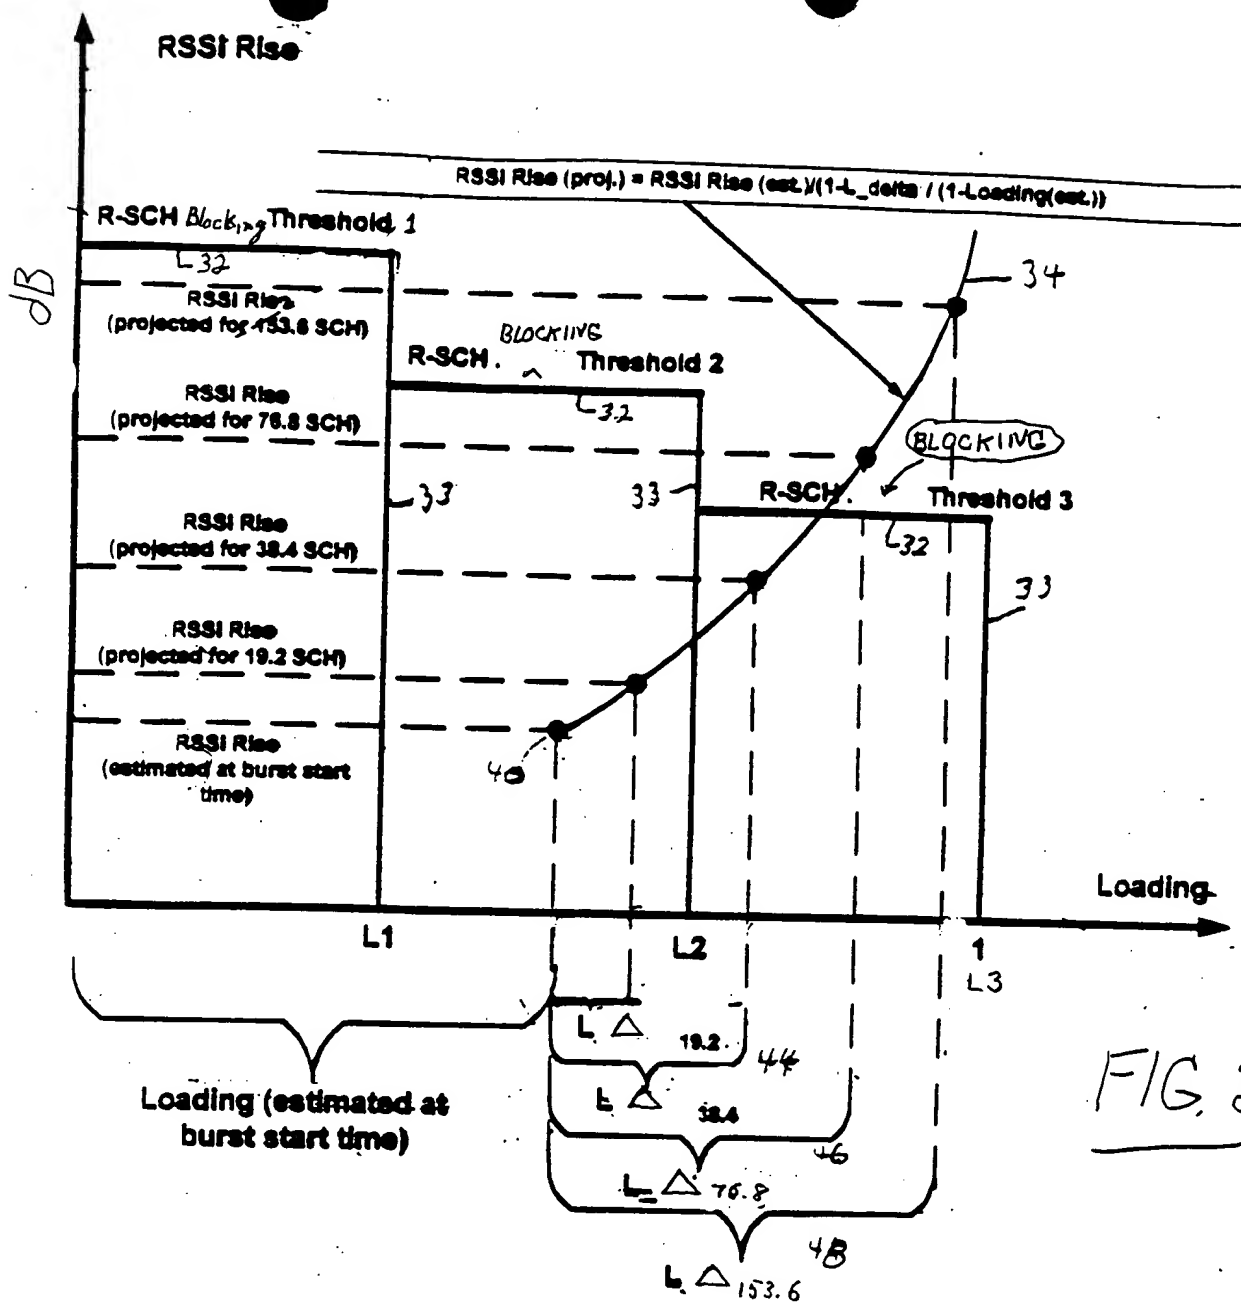 RSSI Rise
RSSI Rise (proj.) = RSSI Rise (est.)/(1-L_delta / (1-Loading(est.))
R-SCH Blocking Threshold 1
32
34
dB
RSSI Rise
(projected for 153.6 SCH)
BLOCKING
R-SCH. ^ Threshold 2
32
RSSI Rise
(projected for 76.8 SCH)
BLOCKING
33
33
R-SCH. Threshold 3
32
RSSI Rise
(projected for 38.4 SCH)
33
RSSI Rise
(projected for 19.2 SCH)
RSSI Rise
(estimated at burst start
time)
40
Loading
L1
L2
1
L3
L △ 19.2
44
Loading (estimated at
burst start time)
L △ 38.4
46
L △ 76.8
48
L △ 153.6
FIG.